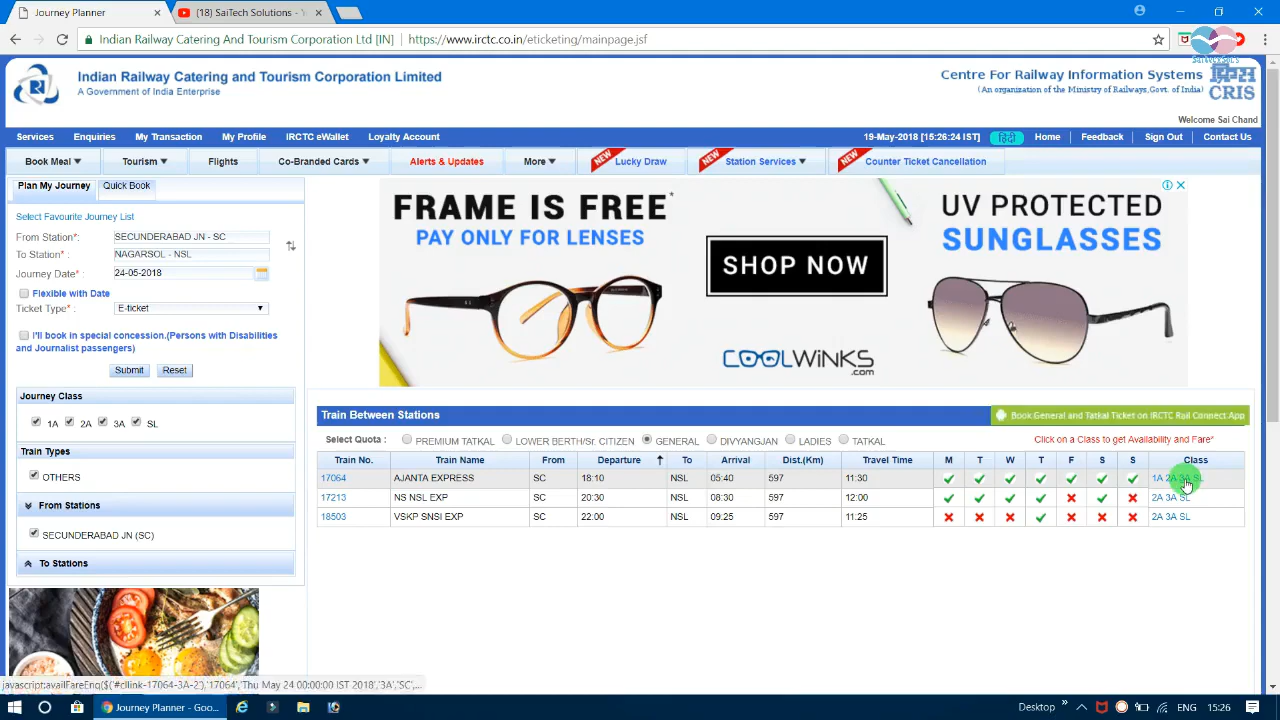 Journey Planner
(18) SaiTech Solutions -
Indian Railway Catering And Tourism Corporation Ltd [IN]
https://www.irctc.co.in/eticketing/mainpage.jsf
Indian Railway Catering and Tourism Corporation Limited
A Government of India Enterprise
Centre For Railway Information Systems
(An organization of the Ministry of Railways,Govt. of India)
CRIS
Welcome Sai Chand
Services Enquiries My Transaction My Profile IRCTC eWallet Loyalty Account
19-May-2018 [15:26:24 IST] हिंदी Home Feedback Sign Out Contact Us
Book Meal Tourism Flights Co-Branded Cards Alerts & Updates More NEW Lucky Draw NEW Station Services NEW Counter Ticket Cancellation
Plan My Journey Quick Book
Select Favourite Journey List
From Station*: SECUNDERABAD JN - SC
To Station* : NAGARSOL - NSL
Journey Date* : 24-05-2018
Flexible with Date
Ticket Type* : E-ticket
I'll book in special concession.(Persons with Disabilities
and Journalist passengers)
Submit Reset
Journey Class
1A 2A 3A SL
Train Types
OTHERS
From Stations
SECUNDERABAD JN (SC)
To Stations
FRAME IS FREE*
PAY ONLY FOR LENSES
SHOP NOW
COOLWINKS
.com
UV PROTECTED
SUNGLASSES
Train Between Stations
Book General and Tatkal Ticket on IRCTC Rail Connect App
Select Quota: PREMIUM TATKAL LOWER BERTH/Sr. CITIZEN GENERAL DIVYANGJAN LADIES TATKAL
Click on a Class to get Availability and Fare*
Train No. Train Name From Departure To Arrival Dist.(Km) Travel Time M T W T F S S Class
17064 AJANTA EXPRESS SC 18:10 NSL 05:40 597 11:30 1A 2A 3A SL
17213 NS NSL EXP SC 20:30 NSL 08:30 597 12:00 2A 3A SL
18503 VSKP SNSI EXP SC 22:00 NSL 09:25 597 11:25 2A 3A SL
javascript:availFareEnq($('#cllink-17064-3A-2'),'17064','Thu May 24 00:00:00 IST 2018','3A','SC',...
Journey Planner - Goo...
Desktop
ENG
15:26